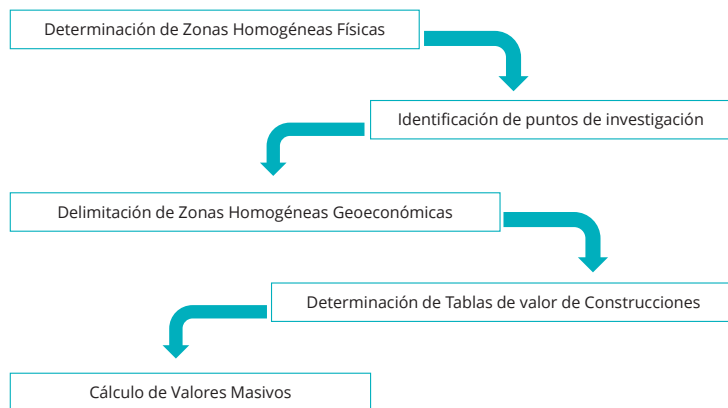 Determinación de Zonas Homogéneas Físicas
Identificación de puntos de investigación
Delimitación de Zonas Homogéneas Geoeconómicas
Determinación de Tablas de valor de Construcciones
Cálculo de Valores Masivos